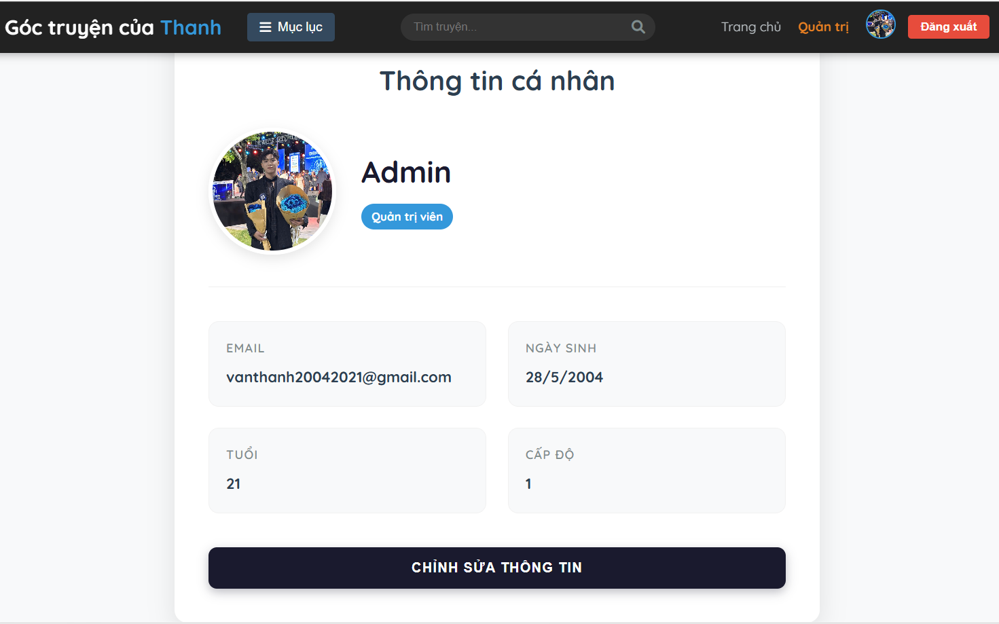 Góc truyện của Thanh
Mục lục
Tìm truyện...
Trang chủ
Quản trị
Đăng xuất
Thông tin cá nhân
Admin
Quản trị viên
EMAIL
vanthanh20042021@gmail.com
NGÀY SINH
28/5/2004
TUỔI
21
CẤP ĐỘ
1
CHỈNH SỬA THÔNG TIN